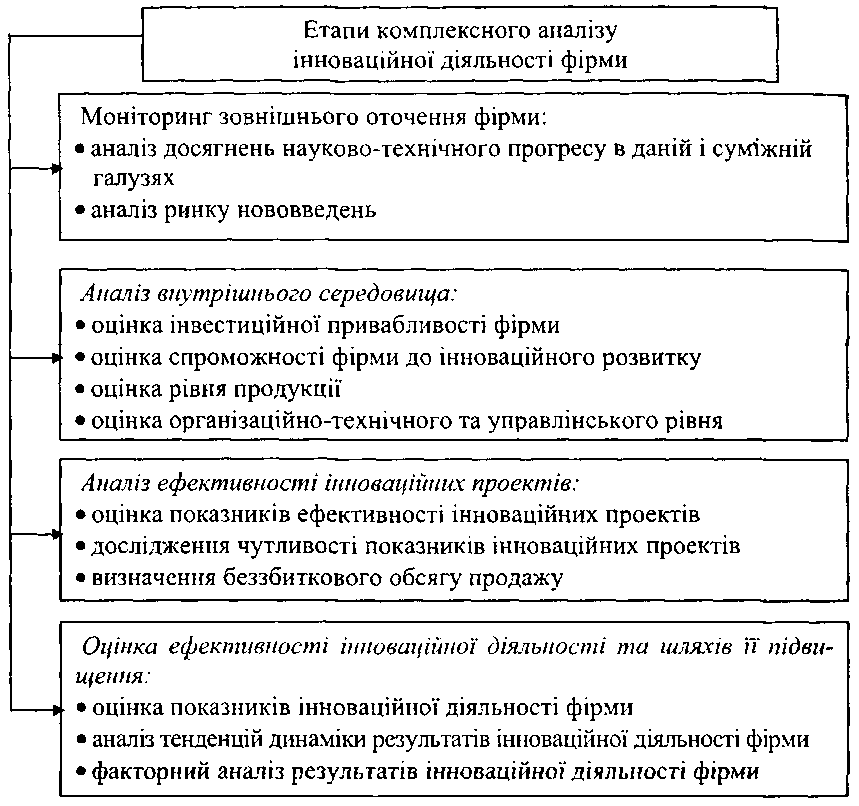 Етапи комплексного аналізу
інноваційної діяльності фірми
Моніторинг зовнішнього оточення фірми:
• аналіз досягнень науково-технічного прогресу в даній і суміжній
галузях
• аналіз ринку нововведень
Аналіз внутрішнього середовища:
• оцінка інвестиційної привабливості фірми
• оцінка спроможності фірми до інноваційного розвитку
• оцінка рівня продукції
• оцінка організаційно-технічного та управлінського рівня
Аналіз ефективності інноваційних проектів:
• оцінка показників ефективності інноваційних проектів
• дослідження чутливості показників інноваційних проектів
• визначення беззбиткового обсягу продажу
Оцінка ефективності інноваційної діяльності та шляхів її підви-
щення:
• оцінка показників інноваційної діяльності фірми
• аналіз тенденцій динаміки результатів інноваційної діяльності фірми
• факторний аналіз результатів інноваційної діяльності фірми